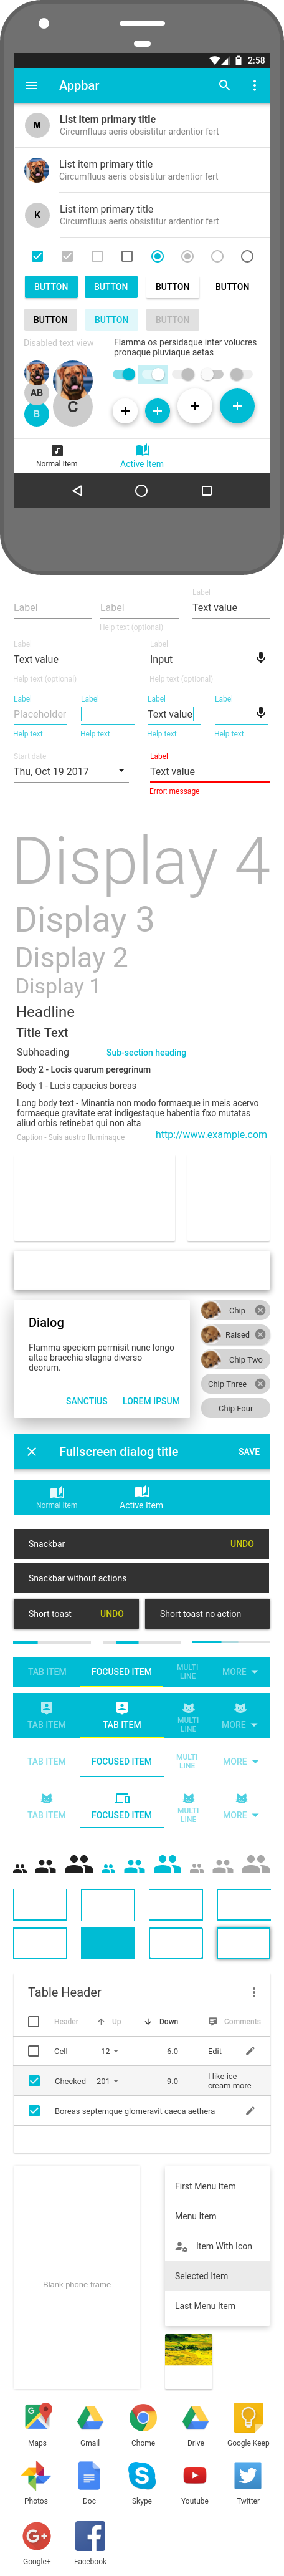 2:58
Appbar
M
List item primary title
Circumfluus aeris obsistitur ardentior fert
List item primary title
Circumfluus aeris obsistitur ardentior fert
K
List item primary title
Circumfluus aeris obsistitur ardentior fert
BUTTON BUTTON BUTTON BUTTON
BUTTON BUTTON BUTTON
Disabled text view
Flamma os persidaque inter volucres
pronaque pluviaque aetas
AB
C
B
Normal Item Active Item
Label
Label Label Text value
Help text (optional)
Label Label
Text value Input
Help text (optional) Help text (optional)
Label Label Label Label
Placeholder Text value
Help text Help text Help text Help text
Start date Label
Thu, Oct 19 2017 Text value
Error: message
Display 4
Display 3
Display 2
Display 1
Headline
Title Text
Subheading Sub-section heading
Body 2 - Locis quarum peregrinum
Body 1 - Lucis capacius boreas
Long body text - Minantia non modo formaeque in meis acervo
formaeque gravitate erat indigestaque habentia fixo mutatas
aliud orbis retinebat qui non alta
Caption - Suis austro fluminaque http://www.example.com
Dialog
Flamma speciem permisit nunc longo
altae bracchia stagna diverso
deorum.
SANCTIUS LOREM IPSUM
Chip
Raised
Chip Two
Chip Three
Chip Four
Fullscreen dialog title SAVE
Normal Item Active Item
Snackbar UNDO
Snackbar without actions
Short toast UNDO Short toast no action
TAB ITEM FOCUSED ITEM MULTI
LINE MORE
TAB ITEM TAB ITEM MULTI
LINE MORE
TAB ITEM FOCUSED ITEM MULTI
LINE MORE
TAB ITEM FOCUSED ITEM MULTI
LINE MORE
Table Header
Header Up Down Comments
Cell 12 6.0 Edit
Checked 201 9.0 I like ice
cream more
Boreas septemque glomeravit caeca aethera
Blank phone frame
First Menu Item
Menu Item
Item With Icon
Selected Item
Last Menu Item
Maps Gmail Chome Drive Google Keep
Photos Doc Skype Youtube Twitter
Google+ Facebook